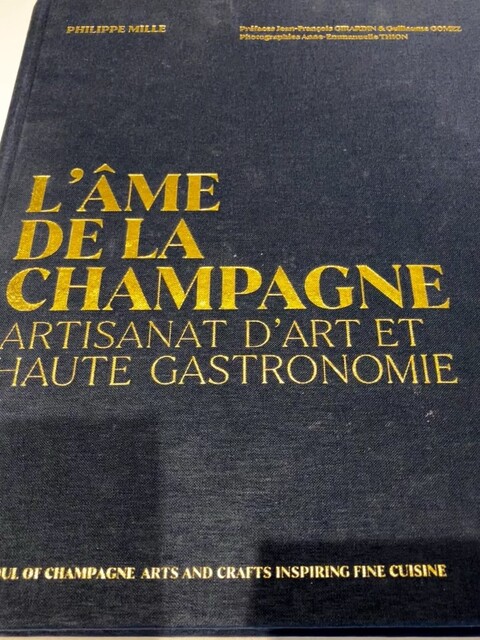 PHILIPPE MILLE
Préfaces Jean-François GIRARDIN & Guillaume GOMEZ
Photographies Anne-Emmanuelle THION
L'ÂME
DE LA
CHAMPAGNE
ARTISANAT D'ART ET
HAUTE GASTRONOMIE
OUL OF CHAMPAGNE ARTS AND CRAFTS INSPIRING FINE CUISINE